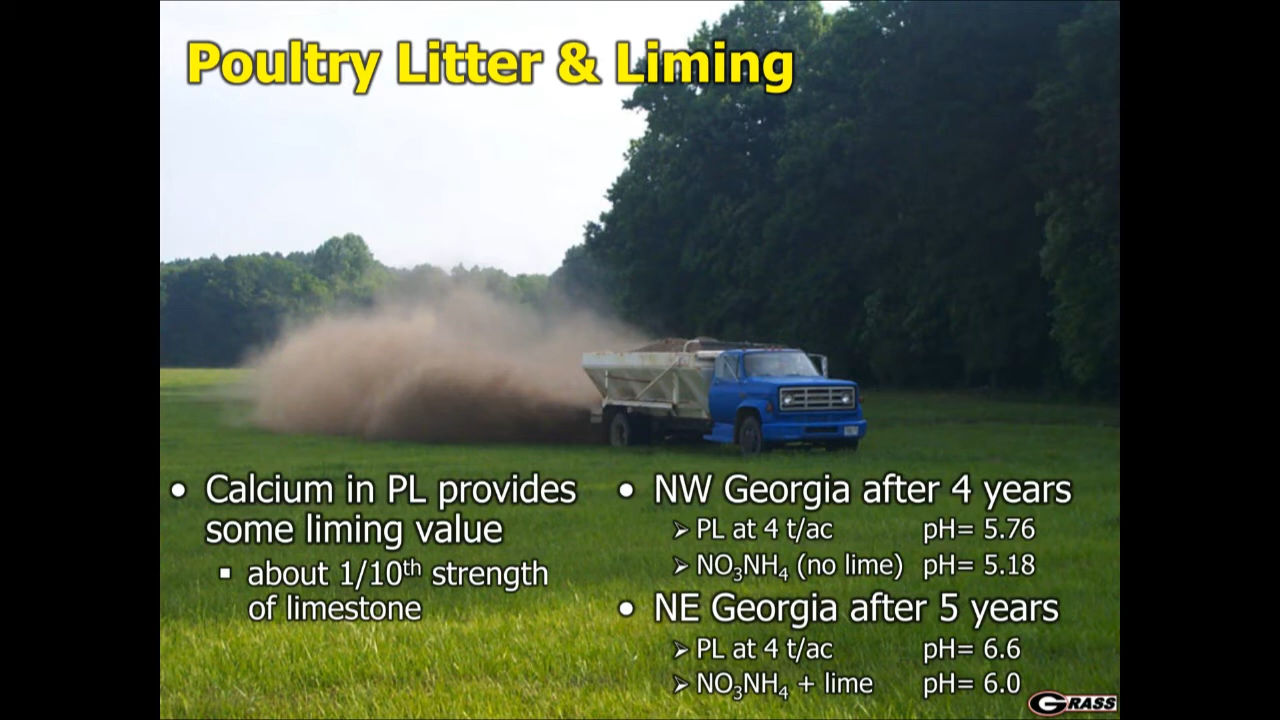 Poultry Litter & Liming
• Calcium in PL provides
some liming value
▪ about 1/10th strength
of limestone
• NW Georgia after 4 years
➢ PL at 4 t/ac pH= 5.76
➢ NO₃NH₄ (no lime) pH= 5.18
• NE Georgia after 5 years
➢ PL at 4 t/ac pH= 6.6
➢ NO₃NH₄ + lime pH= 6.0
GRASS